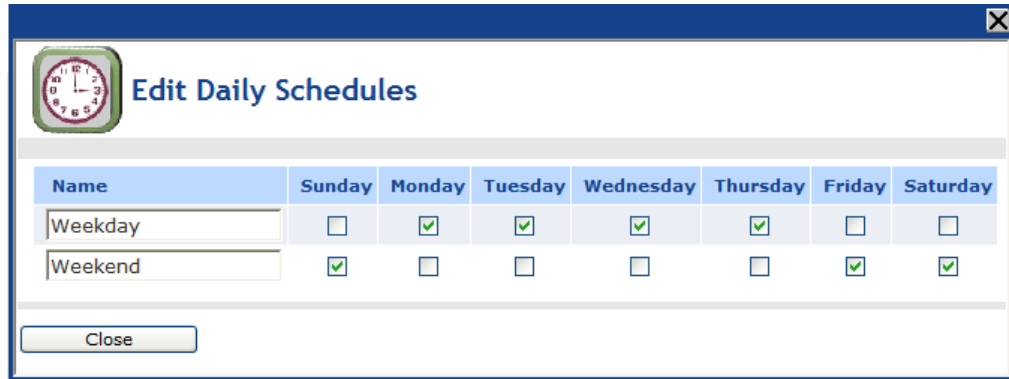 Edit Daily Schedules
Name Sunday Monday Tuesday Wednesday Thursday Friday Saturday
Weekday
Weekend
Close